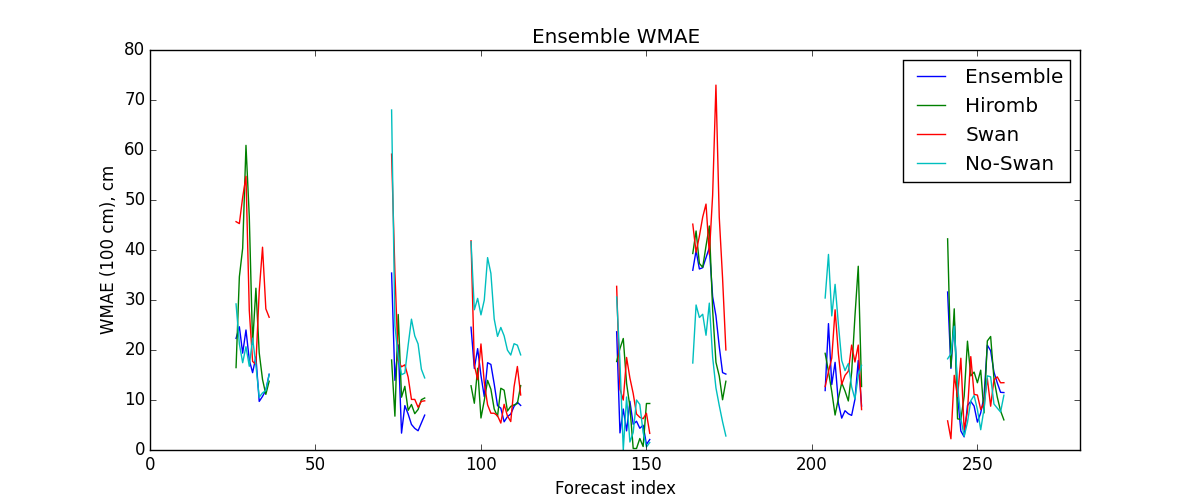 Ensemble WMAE
80
70
60
50
40
30
20
10
0
WMAE (100 cm), cm
0 50 100 150 200 250
Forecast index
Ensemble
Hiromb
Swan
No-Swan